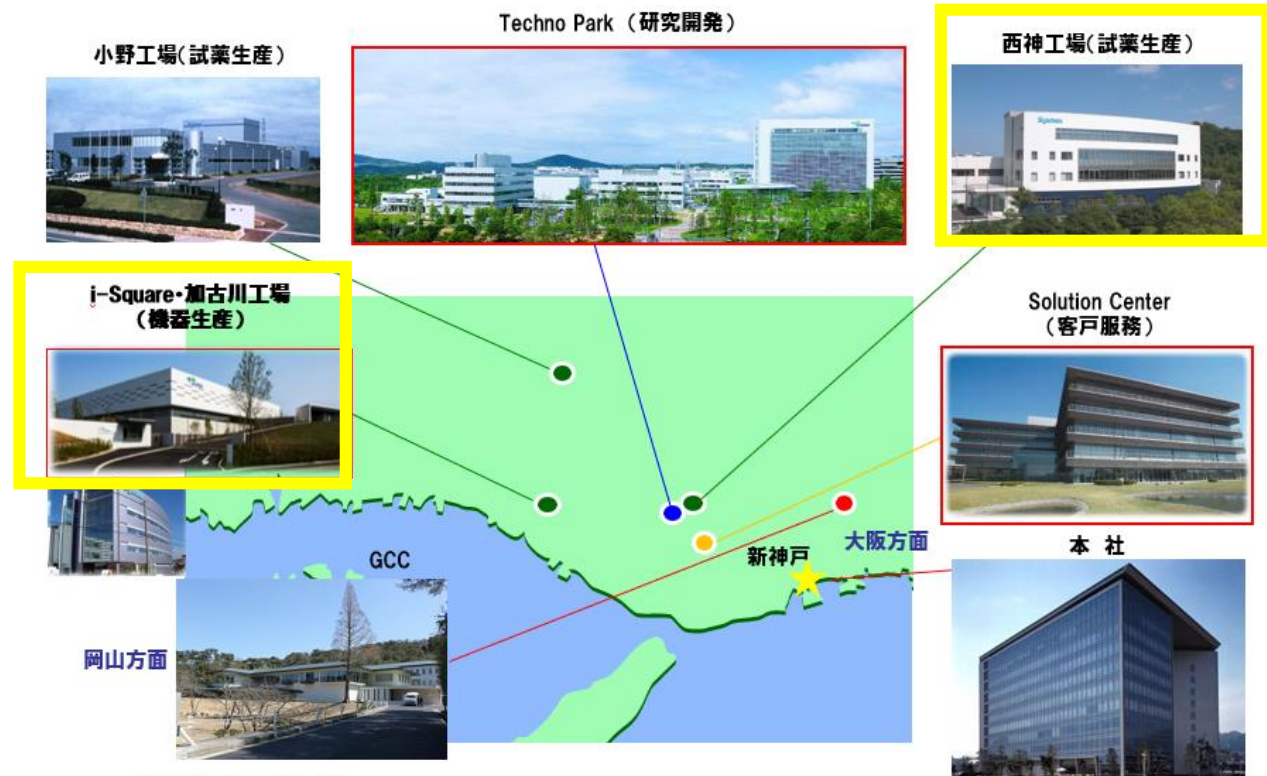 Techno Park （研究開発）
小野工場(試薬生産）
西神工場(試薬生産）
Sysmex
i-Square•加古川工場
（機器生産）
Solution Center
（客戸服務）
GCC
新神戸
大阪方面
本 社
岡山方面